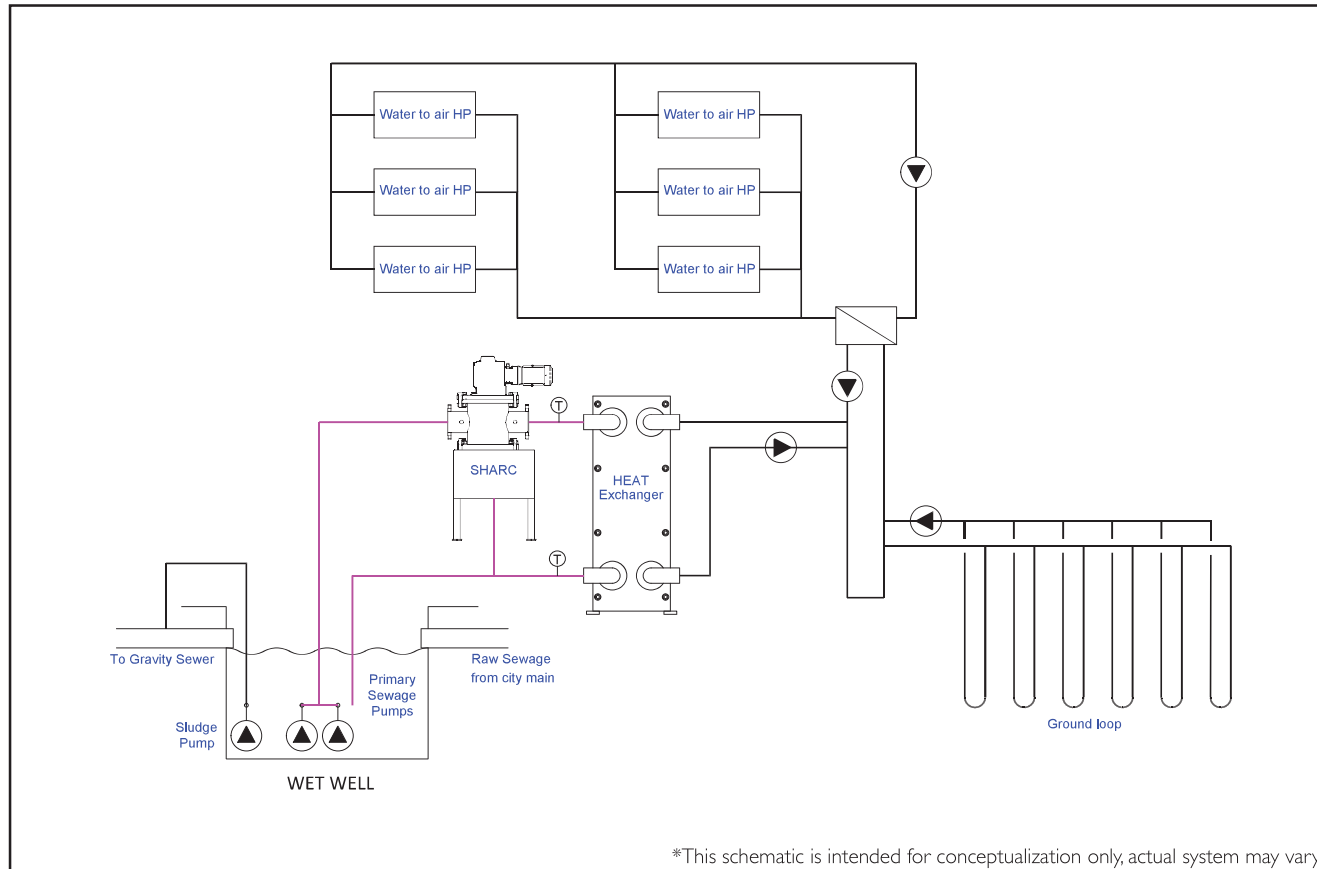 Water to air HP
Water to air HP
Water to air HP
Water to air HP
Water to air HP
Water to air HP
T
SHARC
HEAT
Exchanger
T
To Gravity Sewer
Raw Sewage
from city main
Primary
Sewage
Pumps
Sludge
Pump
Ground loop
WET WELL
*This schematic is intended for conceptualization only, actual system may vary